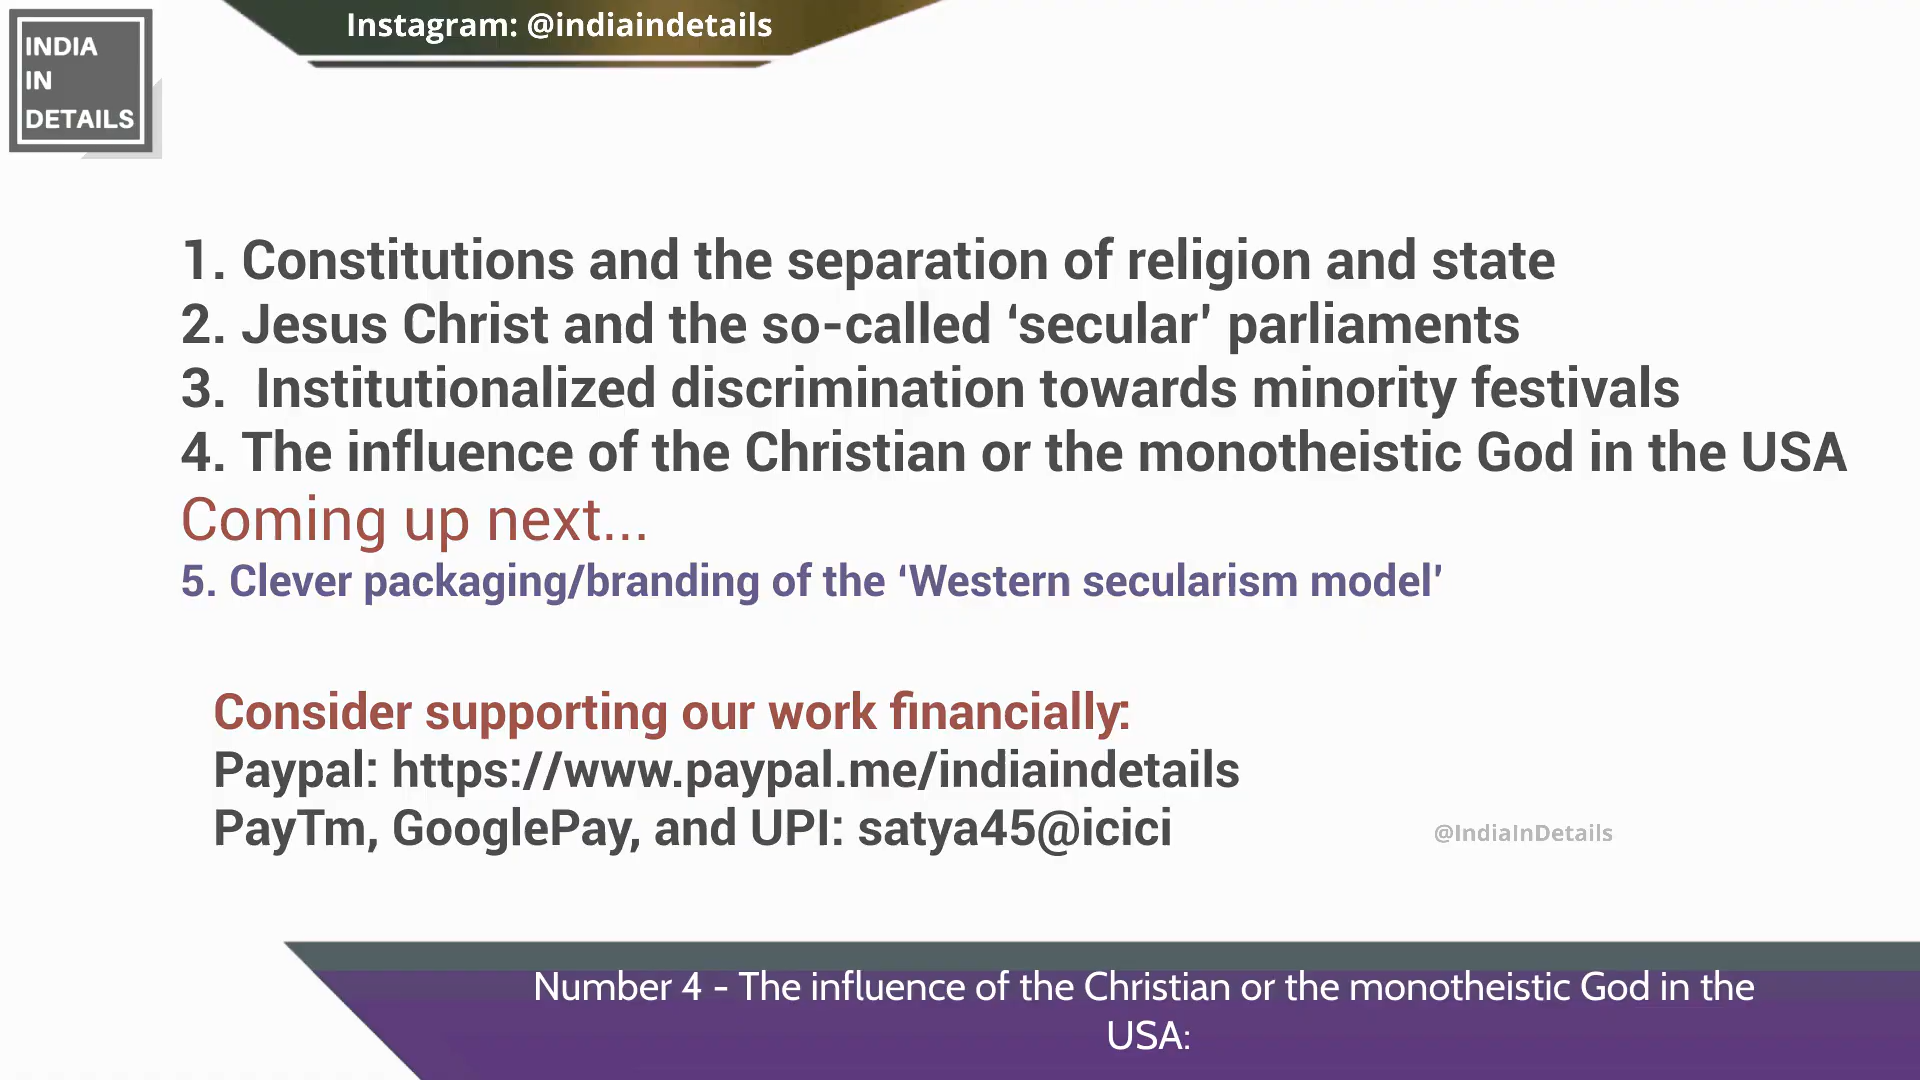 Instagram: @indiaindetails
INDIA
IN
DETAILS
1. Constitutions and the separation of religion and state
2. Jesus Christ and the so-called ‘secular’ parliaments
3.  Institutionalized discrimination towards minority festivals
4. The influence of the Christian or the monotheistic God in the USA
Coming up next...
5. Clever packaging/branding of the ‘Western secularism model’
Consider supporting our work financially:
Paypal: https://www.paypal.me/indiaindetails
PayTm, GooglePay, and UPI: satya45@icici
@IndiaInDetails
Number 4 - The influence of the Christian or the monotheistic God in the
USA: